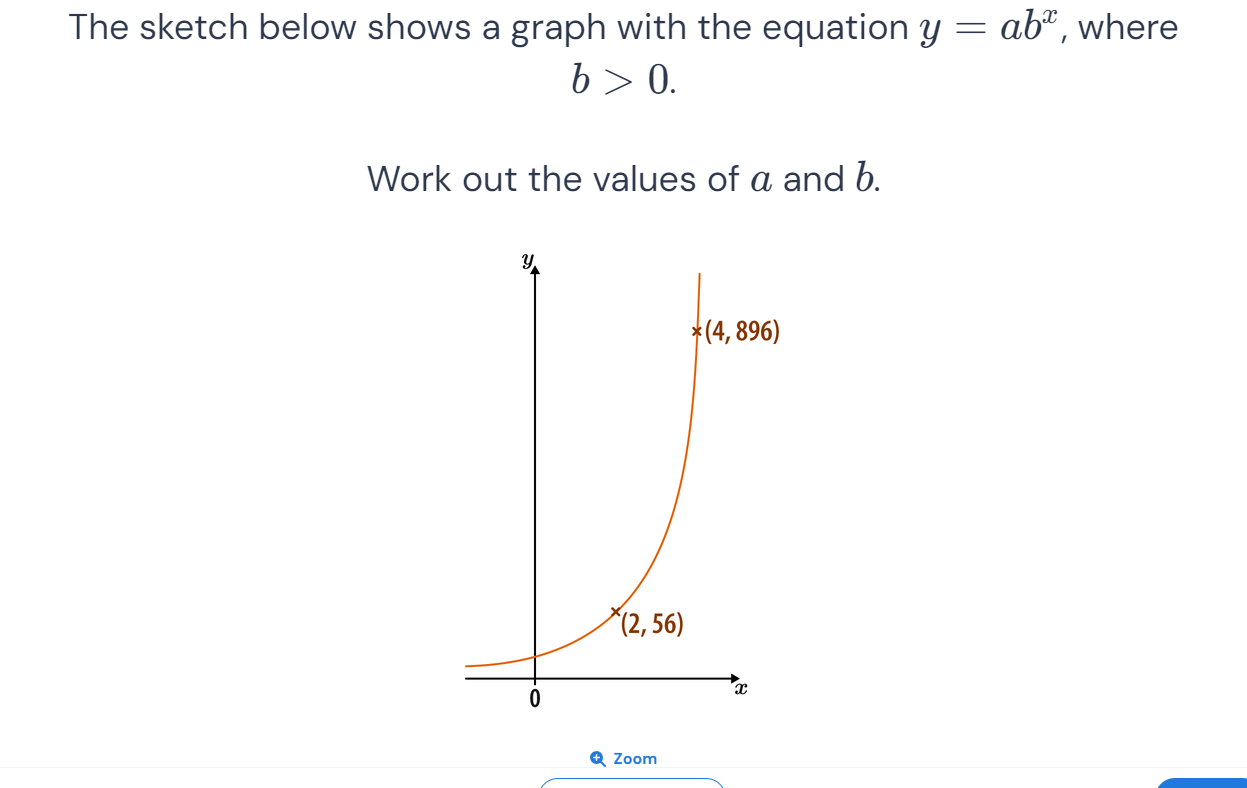 The sketch below shows a graph with the equation y = abˣ, where
b > 0.
Work out the values of a and b.
y
(4, 896)
(2, 56)
x
0
Zoom